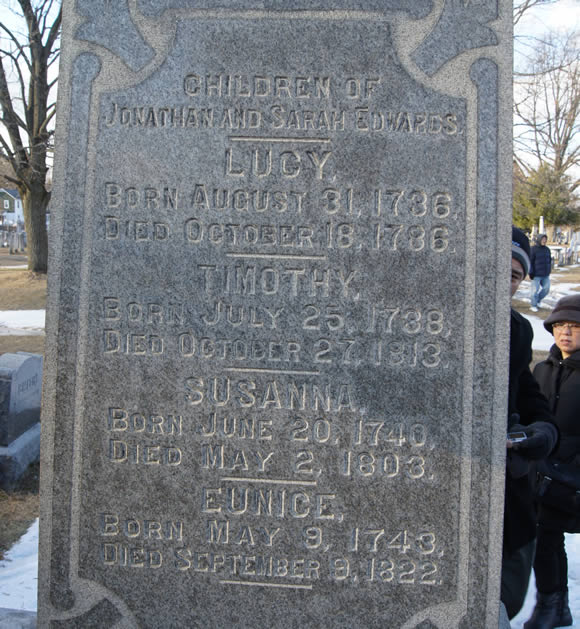 CHILDREN OF
JONATHAN AND SARAH EDWARDS.
LUCY,
BORN AUGUST 31, 1736,
DIED OCTOBER 18, 1786.
TIMOTHY,
BORN JULY 25, 1738,
DIED OCTOBER 27, 1813.
SUSANNA,
BORN JUNE 20, 1740,
DIED MAY 2, 1803.
EUNICE,
BORN MAY 9, 1743,
DIED SEPTEMBER 9, 1822.